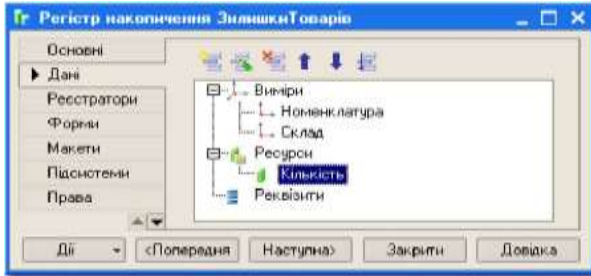 Регістр накопичення ЗилишкиТоварів
Основні
Дані
Реєстратори
Форми
Макети
Підсистеми
Права
Виміри
Номенклатура
Склад
Ресурси
Кількість
Реквізити
Дії
<Попередня
Наступна>
Закрити
Довідка